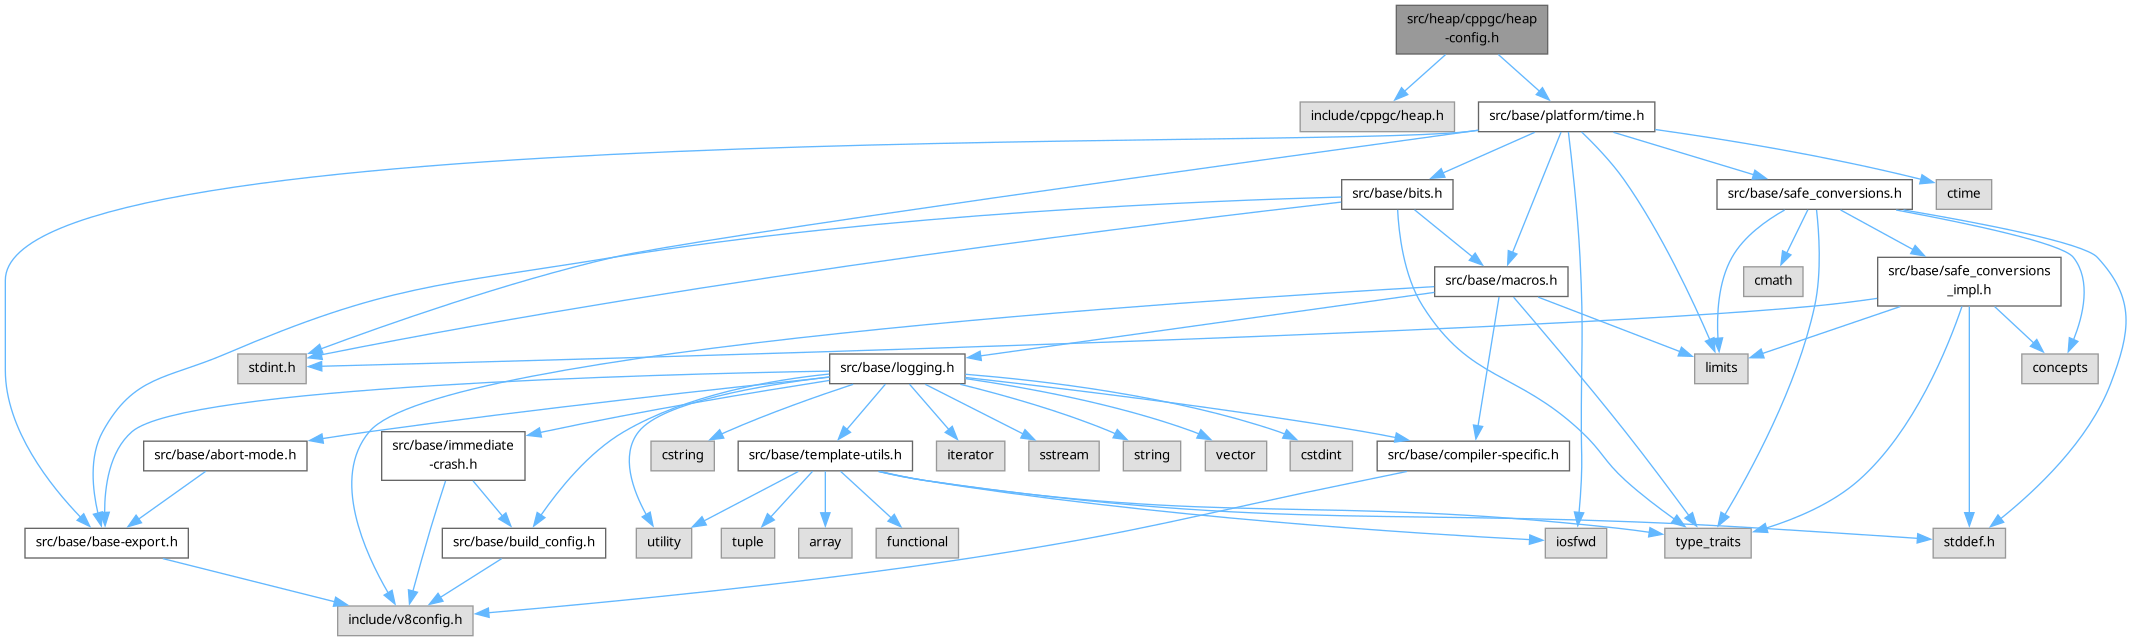 src/heap/cppgc/heap
-config.h
include/cppgc/heap.h
src/base/platform/time.h
src/base/bits.h
src/base/safe_conversions.h
ctime
src/base/macros.h
cmath
src/base/safe_conversions
_impl.h
stdint.h
src/base/logging.h
limits
concepts
src/base/abort-mode.h
src/base/immediate
-crash.h
cstring
src/base/template-utils.h
iterator
sstream
string
vector
cstdint
src/base/compiler-specific.h
src/base/base-export.h
src/base/build_config.h
utility
tuple
array
functional
iosfwd
type_traits
stddef.h
include/v8config.h